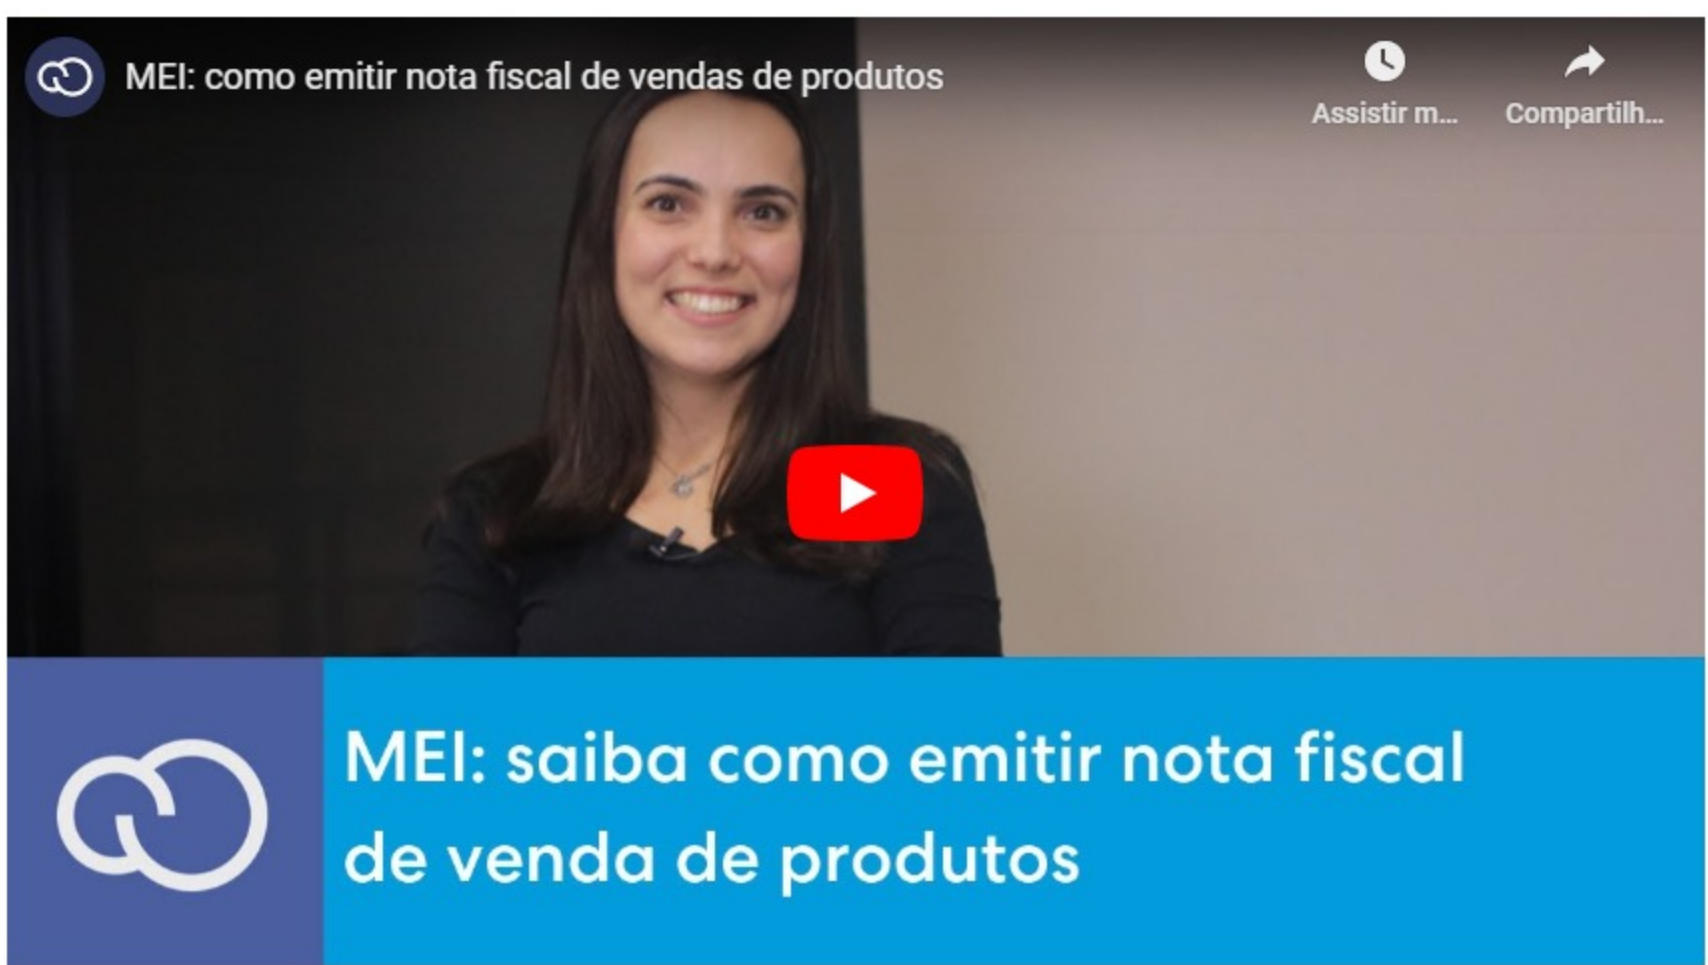 MEI: como emitir nota fiscal de vendas de produtos
Assistir m...
Compartilh...
MEI: saiba como emitir nota fiscal
de venda de produtos